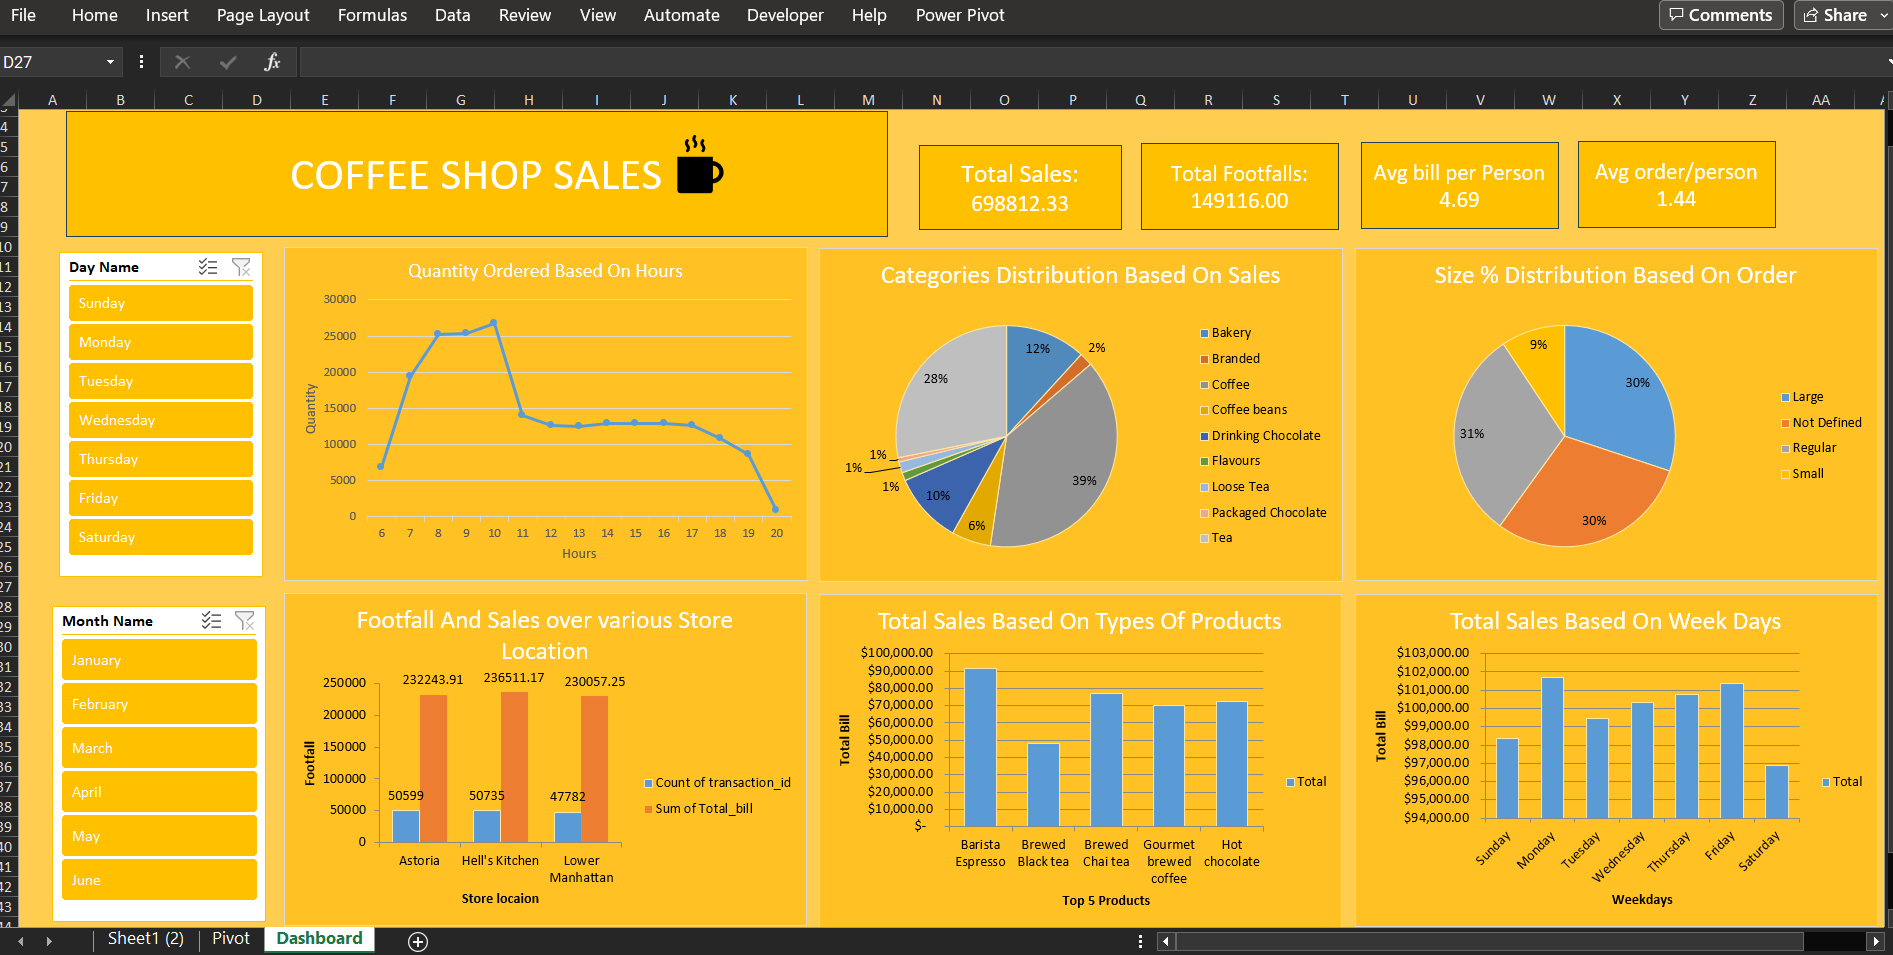 File Home Insert Page Layout Formulas Data Review View Automate Developer Help Power Pivot Comments Share
D27 fx
A B C D E F G H I J K L M N O P Q R S T U V W X Y Z AA
COFFEE SHOP SALES
Total Sales:
698812.33
Total Footfalls:
149116.00
Avg bill per Person
4.69
Avg order/person
1.44
Day Name
Sunday
Monday
Tuesday
Wednesday
Thursday
Friday
Saturday
Quantity Ordered Based On Hours
30000
25000
20000
15000
10000
5000
0
Quantity
6 7 8 9 10 11 12 13 14 15 16 17 18 19 20
Hours
Categories Distribution Based On Sales
12%
2%
39%
6%
10%
1%
1%
1%
28%
Bakery
Branded
Coffee
Coffee beans
Drinking Chocolate
Flavours
Loose Tea
Packaged Chocolate
Tea
Size % Distribution Based On Order
30%
30%
31%
9%
Large
Not Defined
Regular
Small
Month Name
January
February
March
April
May
June
Footfall And Sales over various Store
Location
250000
200000
150000
100000
50000
0
Footfall
232243.91 236511.17 230057.25
50599 50735 47782
Astoria Hell's Kitchen Lower
Manhattan
Store locaion
Count of transaction_id
Sum of Total_bill
Total Sales Based On Types Of Products
$100,000.00
$90,000.00
$80,000.00
$70,000.00
$60,000.00
$50,000.00
$40,000.00
$30,000.00
$20,000.00
$10,000.00
$-
Total Bill
Barista Brewed Brewed Gourmet Hot
Espresso Black tea Chai tea brewed chocolate
coffee
Top 5 Products
Total
Total Sales Based On Week Days
$103,000.00
$102,000.00
$101,000.00
$100,000.00
$99,000.00
$98,000.00
$97,000.00
$96,000.00
$95,000.00
$94,000.00
Total Bill
Sunday Monday Tuesday Wednesday Thursday Friday Saturday
Weekdays
Total
Sheet1 (2) Pivot Dashboard